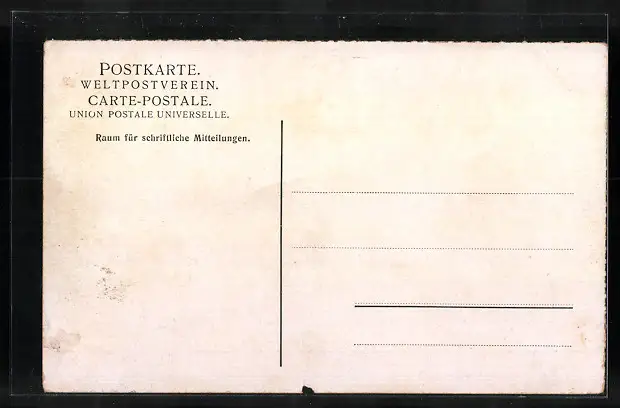 POSTKARTE.
WELTPOSTVEREIN.
CARTE-POSTALE.
UNION POSTALE UNIVERSELLE.
Raum für schriftliche Mitteilungen.